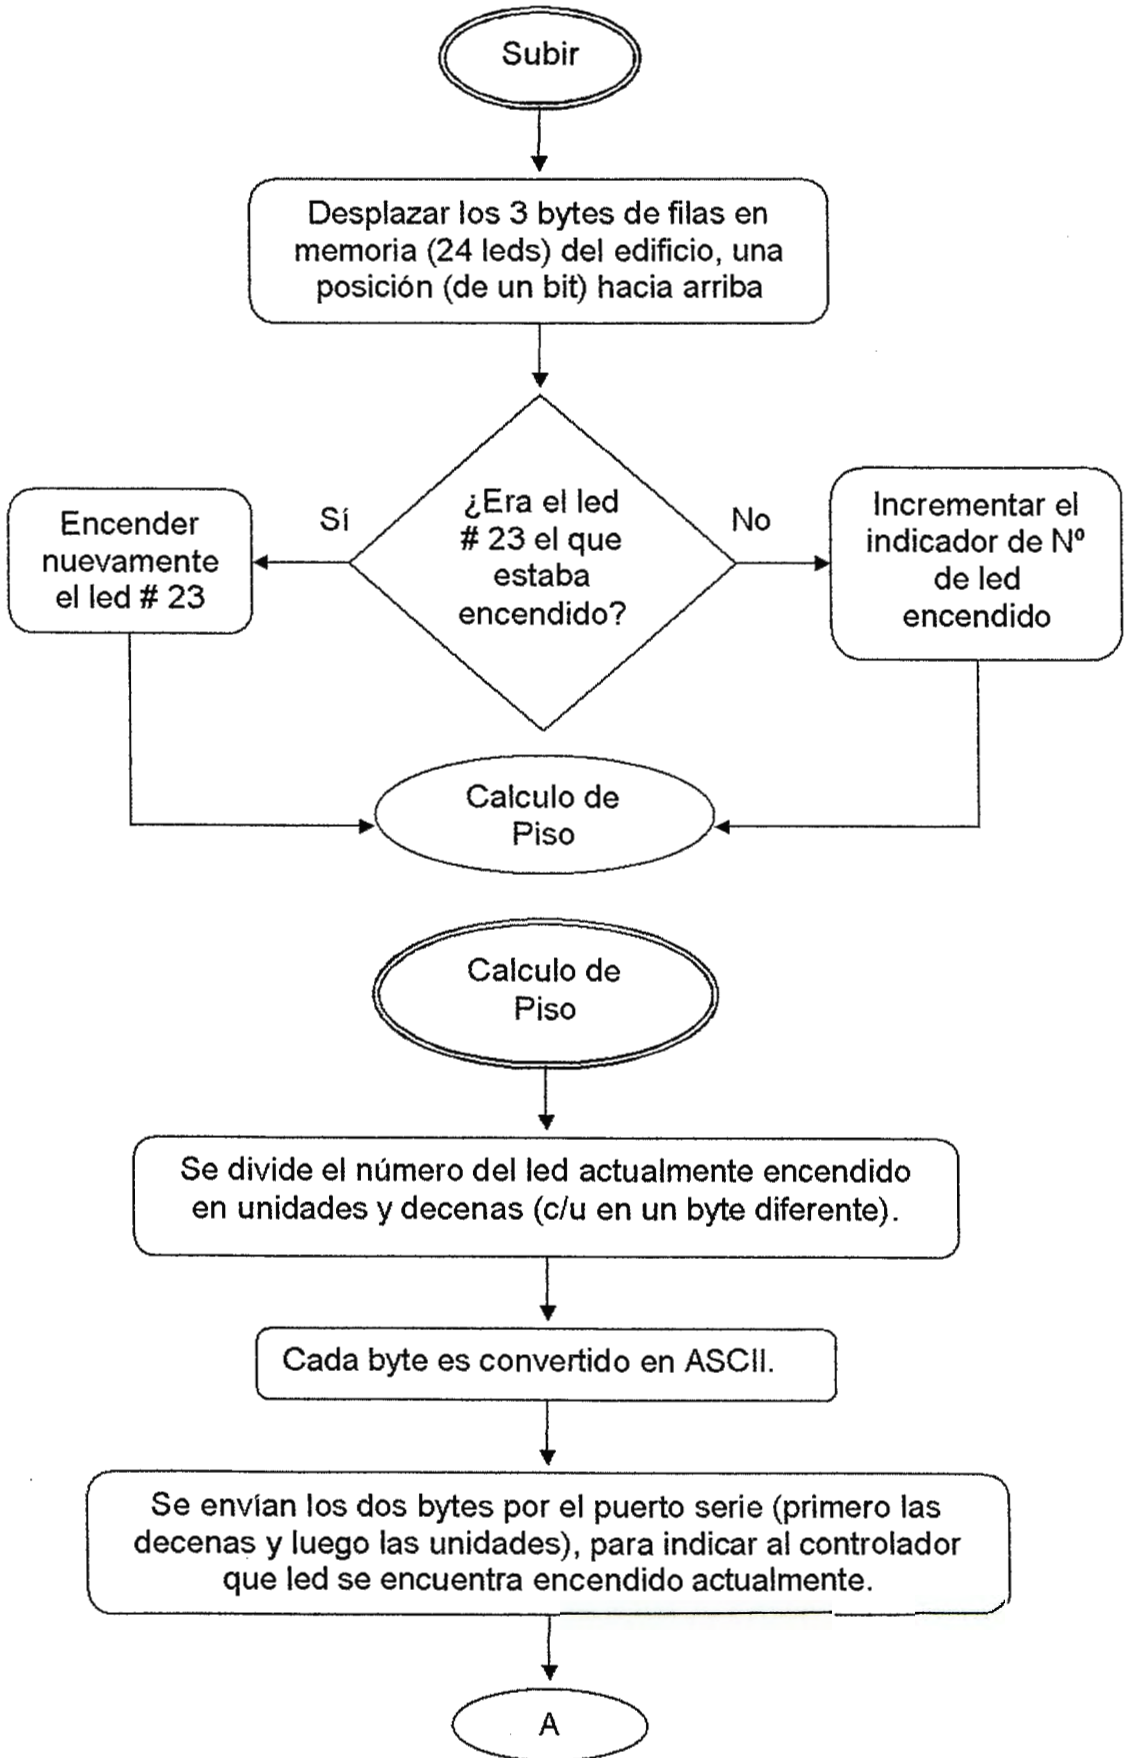 Subir
Desplazar los 3 bytes de filas en
memoria (24 leds) del edificio, una
posición (de un bit) hacia arriba
¿Era el led
# 23 el que
estaba
encendido?
Sí
No
Encender
nuevamente
el led # 23
Incrementar el
indicador de Nº
de led
encendido
Calculo de
Piso
Calculo de
Piso
Se divide el número del led actualmente encendido
en unidades y decenas (c/u en un byte diferente).
Cada byte es convertido en ASCII.
Se envían los dos bytes por el puerto serie (primero las
decenas y luego las unidades), para indicar al controlador
que led se encuentra encendido actualmente.
A